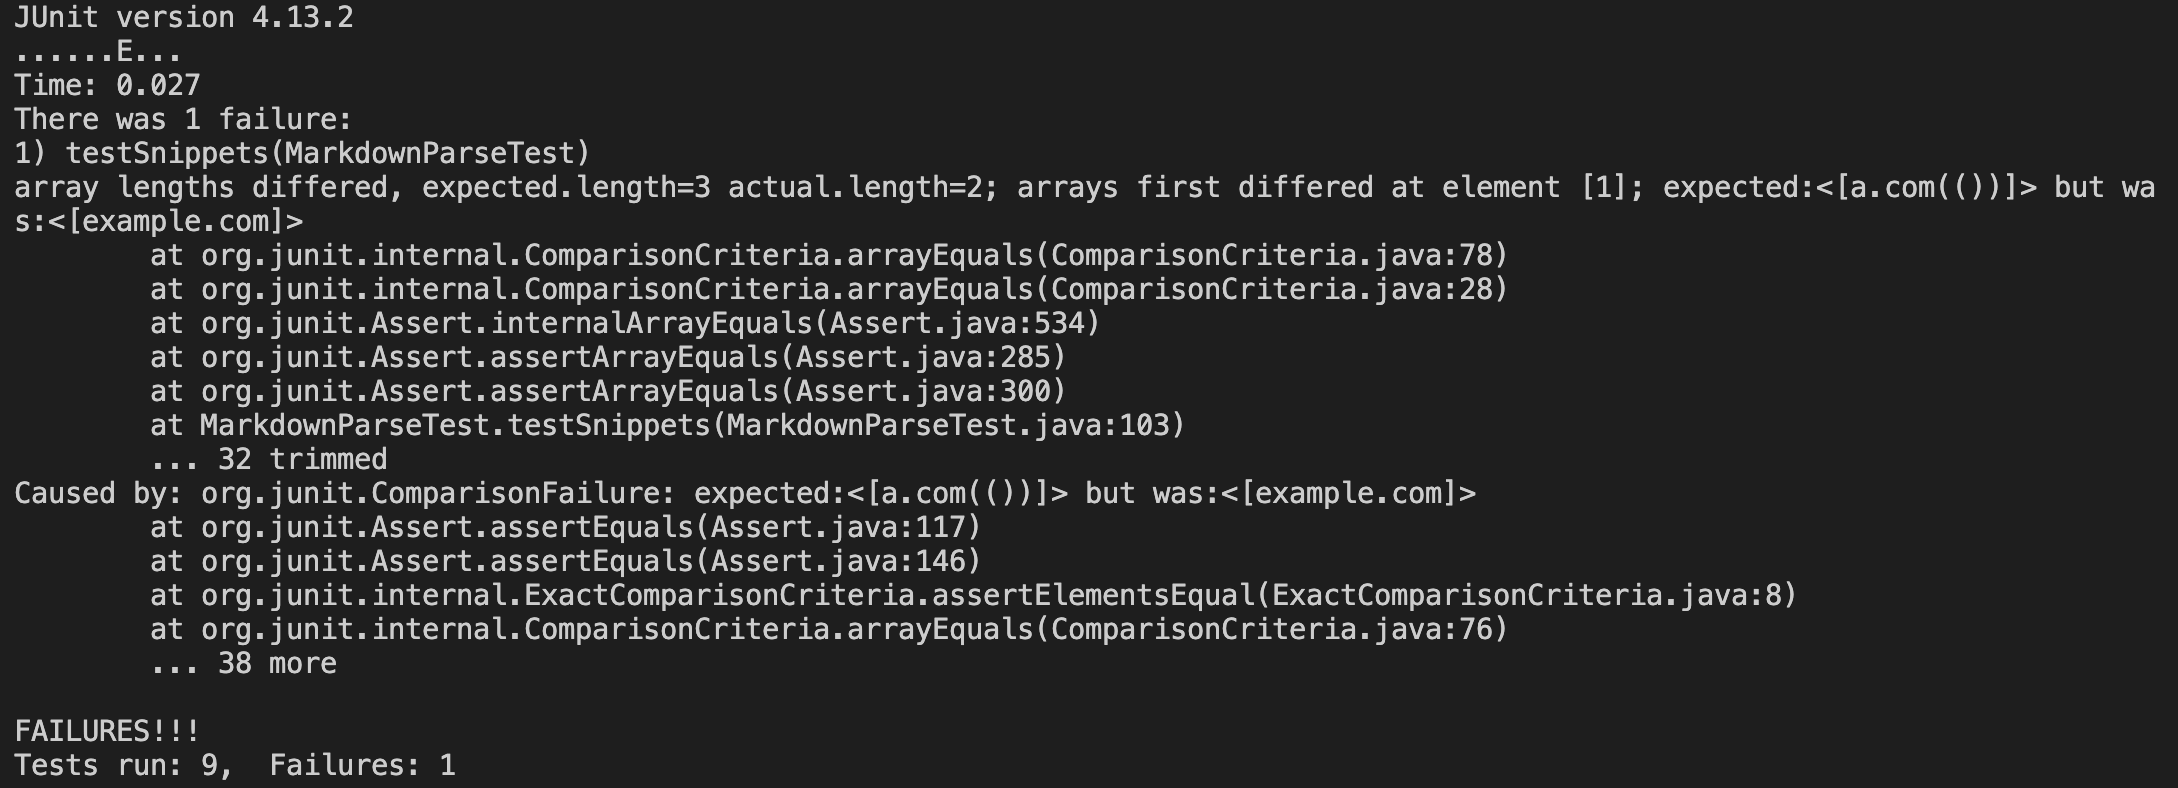 JUnit version 4.13.2
......E...
Time: 0.027
There was 1 failure:
1) testSnippets(MarkdownParseTest)
array lengths differed, expected.length=3 actual.length=2; arrays first differed at element [1]; expected:<[a.com(())]> but wa
s:<[example.com]>
        at org.junit.internal.ComparisonCriteria.arrayEquals(ComparisonCriteria.java:78)
        at org.junit.internal.ComparisonCriteria.arrayEquals(ComparisonCriteria.java:28)
        at org.junit.Assert.internalArrayEquals(Assert.java:534)
        at org.junit.Assert.assertArrayEquals(Assert.java:285)
        at org.junit.Assert.assertArrayEquals(Assert.java:300)
        at MarkdownParseTest.testSnippets(MarkdownParseTest.java:103)
        ... 32 trimmed
Caused by: org.junit.ComparisonFailure: expected:<[a.com(())]> but was:<[example.com]>
        at org.junit.Assert.assertEquals(Assert.java:117)
        at org.junit.Assert.assertEquals(Assert.java:146)
        at org.junit.internal.ExactComparisonCriteria.assertElementsEqual(ExactComparisonCriteria.java:8)
        at org.junit.internal.ComparisonCriteria.arrayEquals(ComparisonCriteria.java:76)
        ... 38 more

FAILURES!!!
Tests run: 9,  Failures: 1